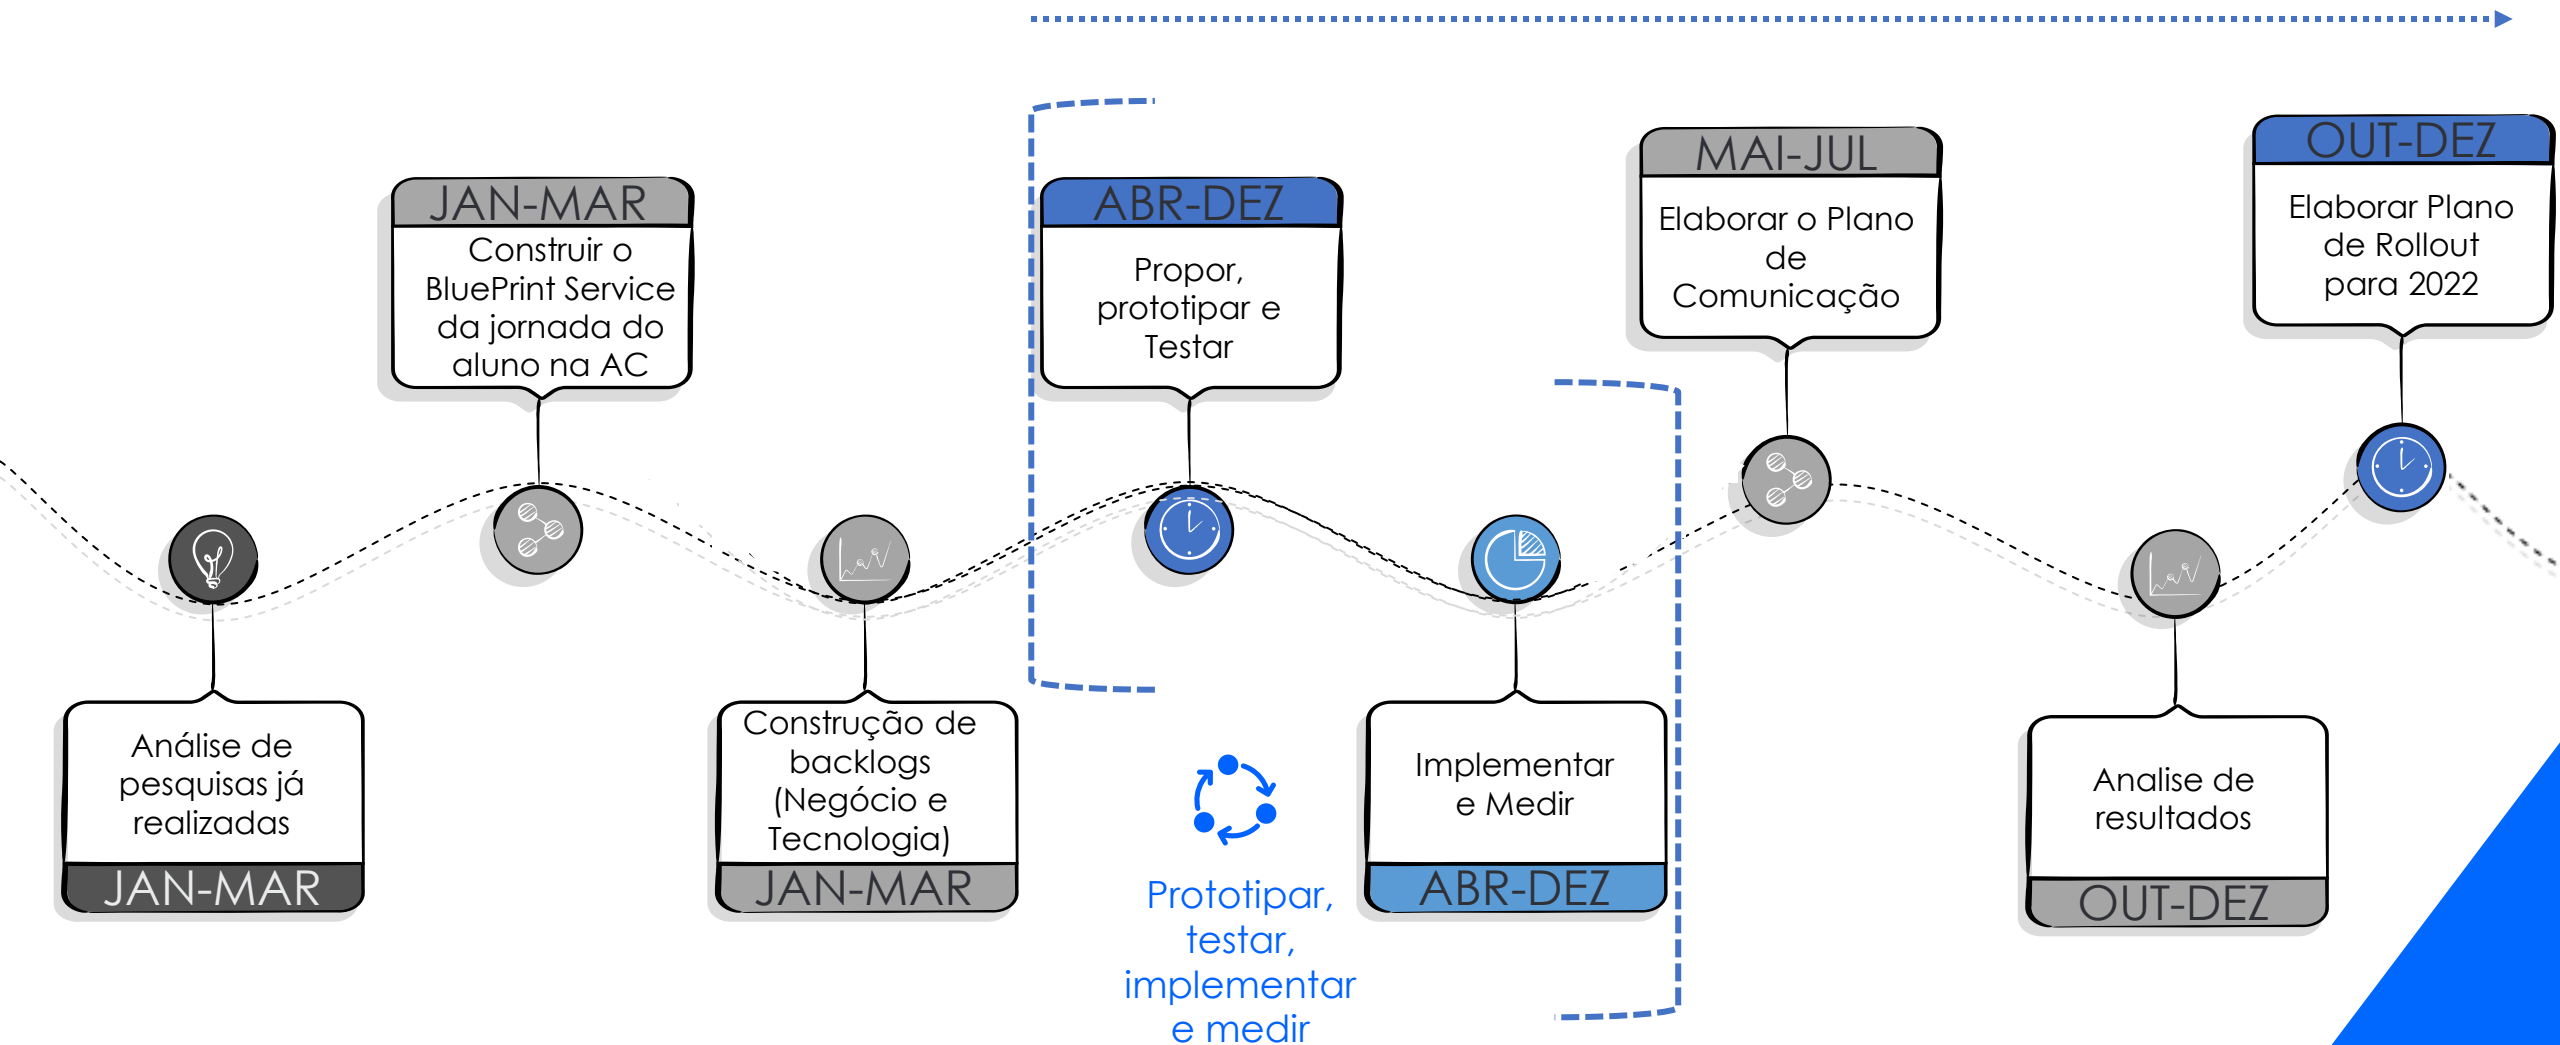 JAN-MAR
Construir o
BluePrint Service
da jornada do
aluno na AC
ABR-DEZ
Propor,
prototipar e
Testar
MAI-JUL
Elaborar o Plano
de
Comunicação
OUT-DEZ
Elaborar Plano
de Rollout
para 2022
Análise de
pesquisas já
realizadas
JAN-MAR
Construção de
backlogs
(Negócio e
Tecnologia)
JAN-MAR
Prototipar,
testar,
implementar
e medir
Implementar
e Medir
ABR-DEZ
Analise de
resultados
OUT-DEZ